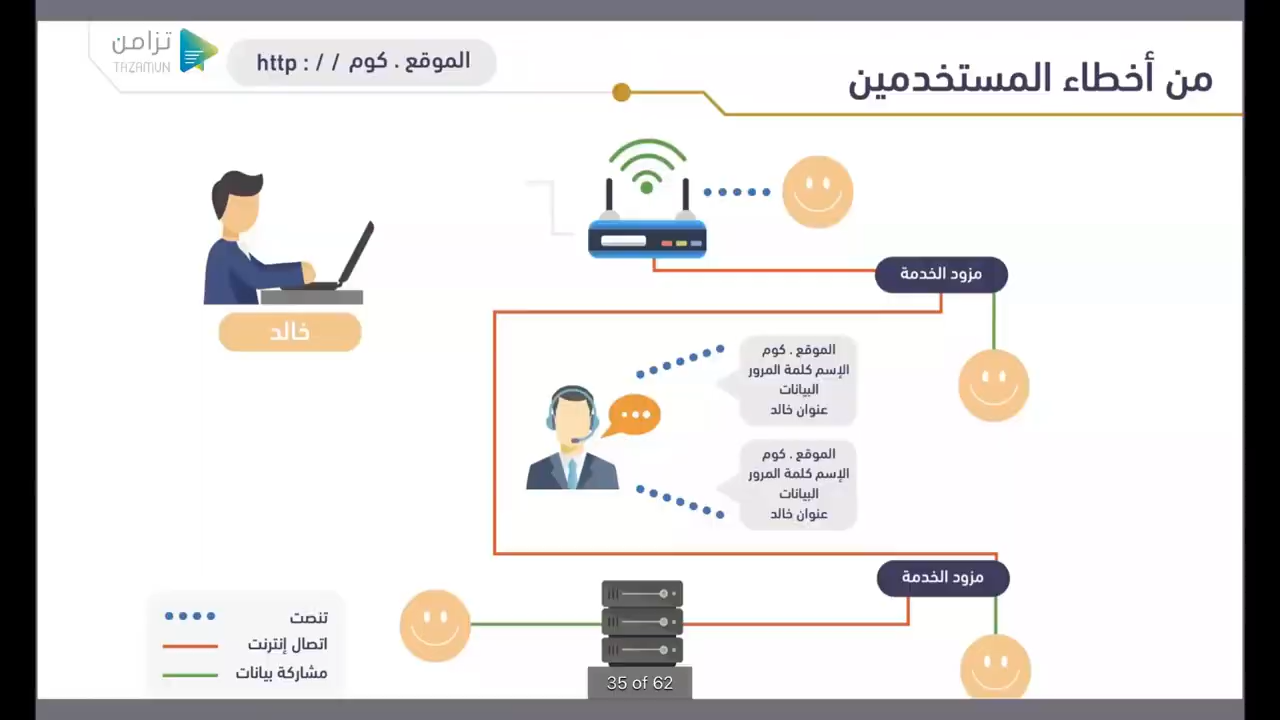 من أخطاء المستخدمين
http : / / الموقع . كوم
تزامن
TAZAMUN
خالد
مزود الخدمة
الموقع . كوم
الإسم كلمة المرور
البيانات
عنوان خالد
الموقع . كوم
الإسم كلمة المرور
البيانات
عنوان خالد
مزود الخدمة
تنصت
اتصال إنترنت
مشاركة بيانات
35 of 62